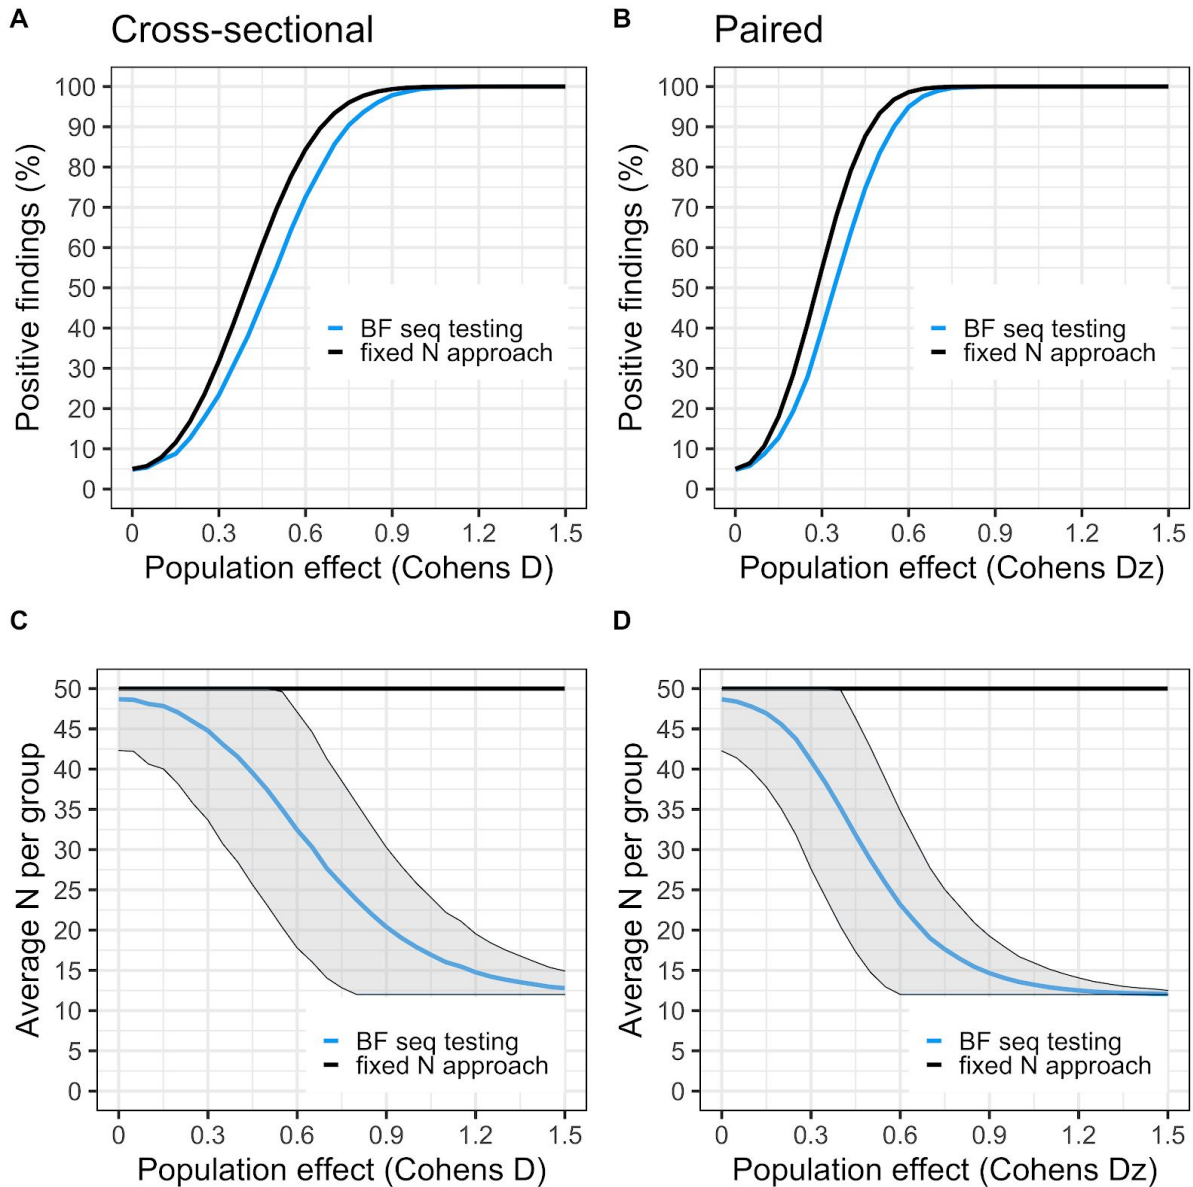 A
Cross-sectional
Positive findings (%)
100
90
80
70
60
50
40
30
20
10
0
BF seq testing
fixed N approach
0 0.3 0.6 0.9 1.2 1.5
Population effect (Cohens D)
B
Paired
Positive findings (%)
100
90
80
70
60
50
40
30
20
10
0
BF seq testing
fixed N approach
0 0.3 0.6 0.9 1.2 1.5
Population effect (Cohens Dz)
C
Average N per group
50
45
40
35
30
25
20
15
10
5
0
BF seq testing
fixed N approach
0 0.3 0.6 0.9 1.2 1.5
Population effect (Cohens D)
D
Average N per group
50
45
40
35
30
25
20
15
10
5
0
BF seq testing
fixed N approach
0 0.3 0.6 0.9 1.2 1.5
Population effect (Cohens Dz)